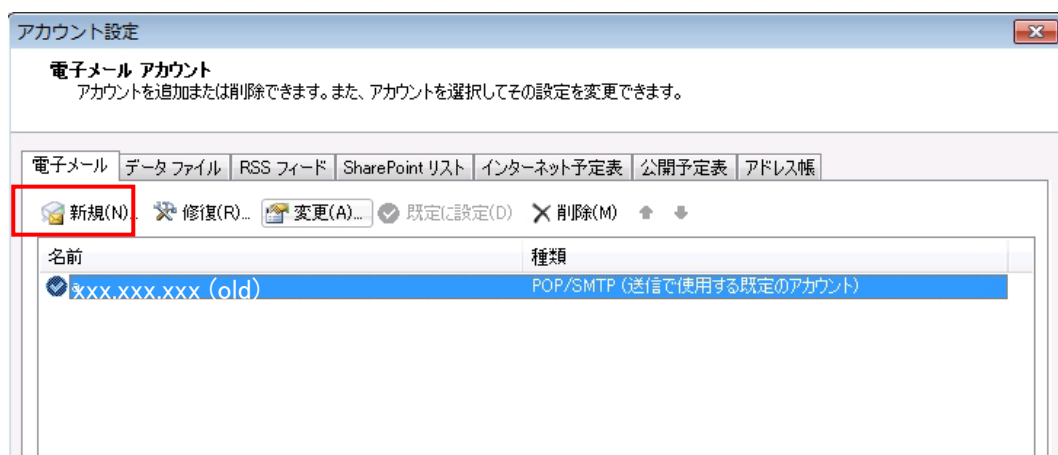 アカウント設定
電子メール アカウント
アカウントを追加または削除できます。また、アカウントを選択してその設定を変更できます。
電子メール データ ファイル RSS フィード SharePoint リスト インターネット予定表 公開予定表 アドレス帳
新規(N)... 修復(R)... 変更(A)... 既定に設定(D) 削除(M)
名前 種類
xxx.xxx.xxx (old) POP/SMTP (送信で使用する既定のアカウント)